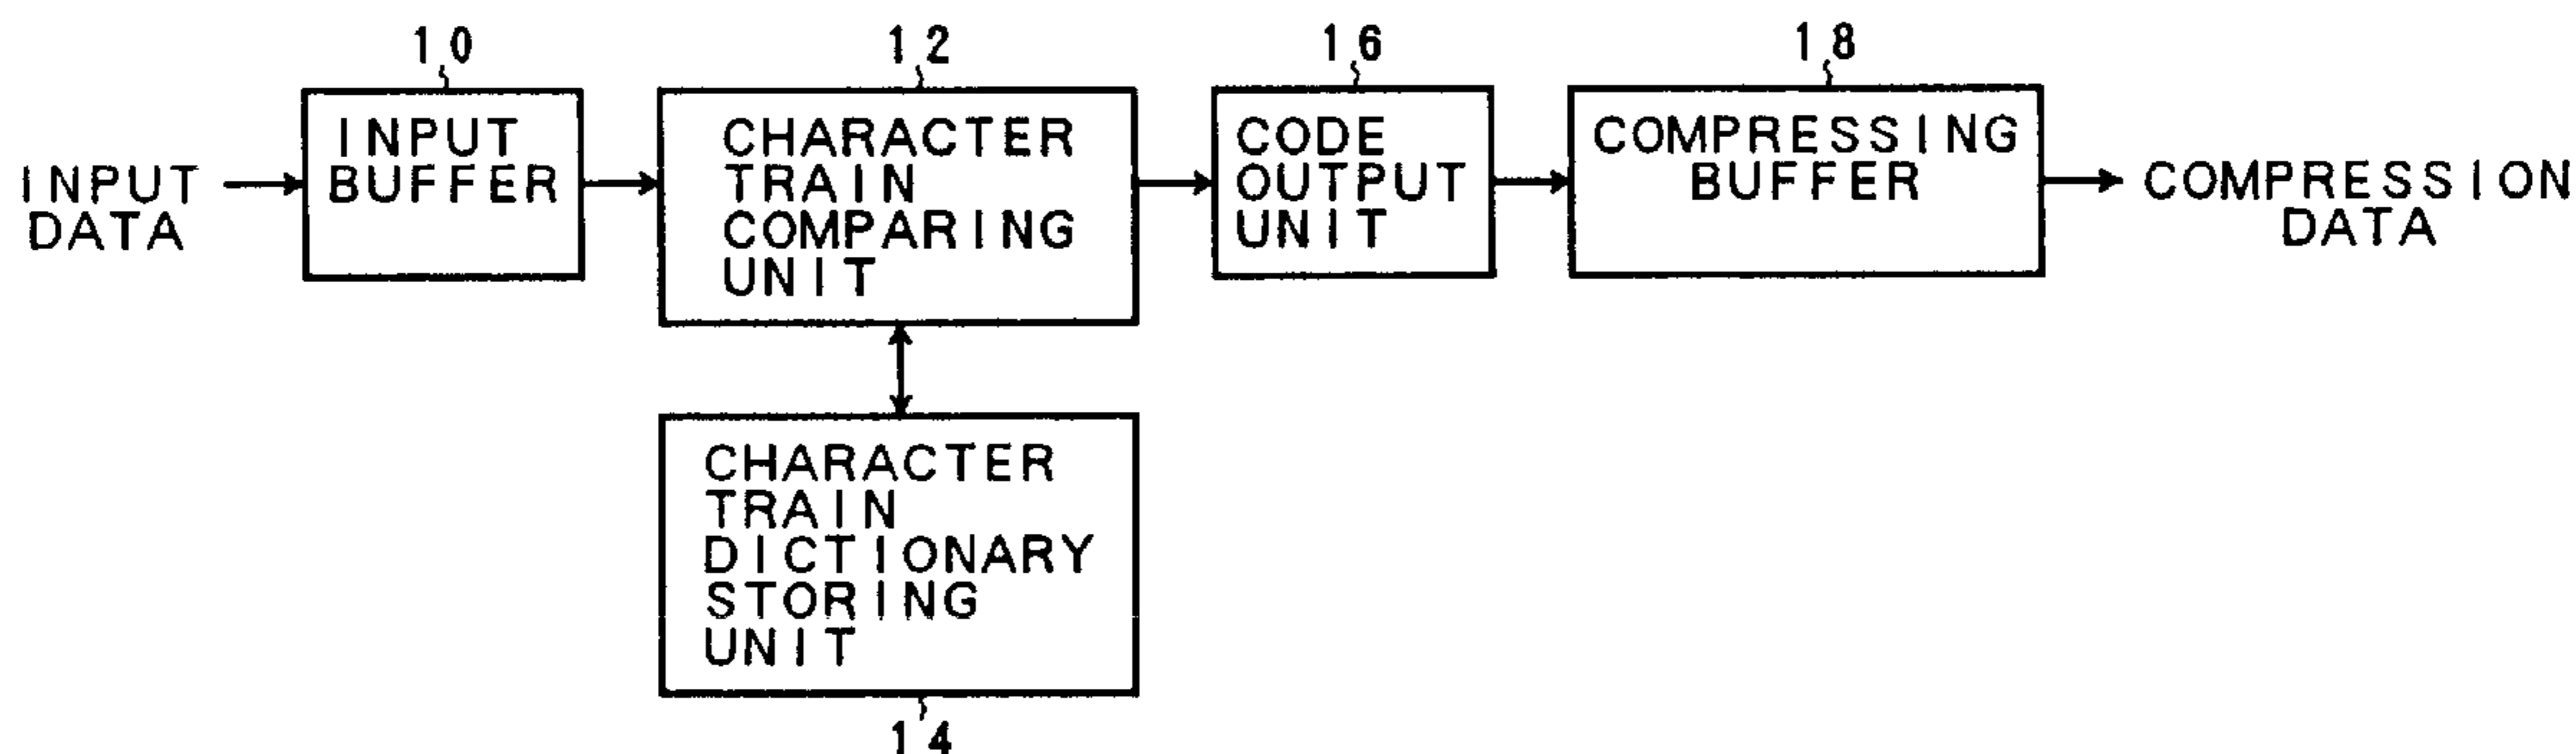 10
12
16
18
INPUT
DATA
INPUT
BUFFER
CHARACTER
TRAIN
COMPARING
UNIT
CODE
OUTPUT
UNIT
COMPRESSING
BUFFER
COMPRESSION
DATA
CHARACTER
TRAIN
DICTIONARY
STORING
UNIT
14